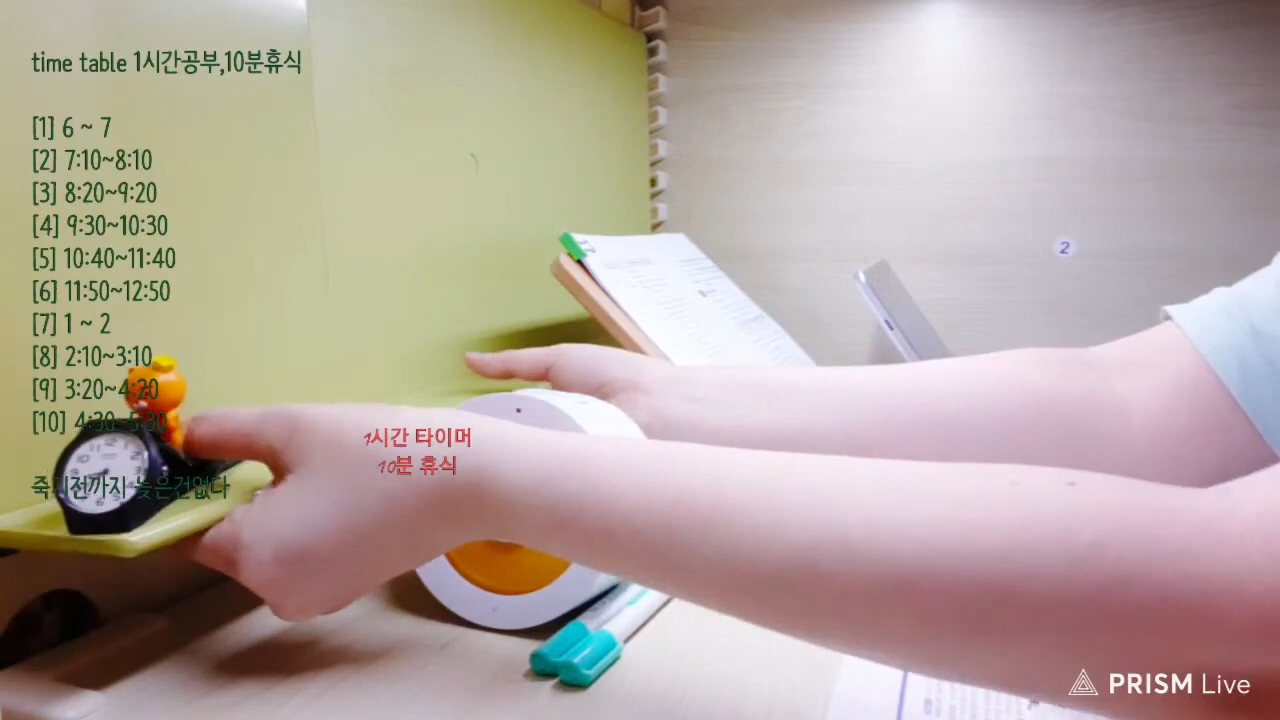 time table 1시간공부,10분휴식
[1] 6 ~ 7
[2] 7:10~8:10
[3] 8:20~9:20
[4] 9:30~10:30
[5] 10:40~11:40
[6] 11:50~12:50
[7] 1 ~ 2
[8] 2:10~3:10
[9] 3:20~4:20
[10] 4:30~5:30
죽기전까지 늦은건없다
1시간 타이머
10분 휴식
2
PRISM Live